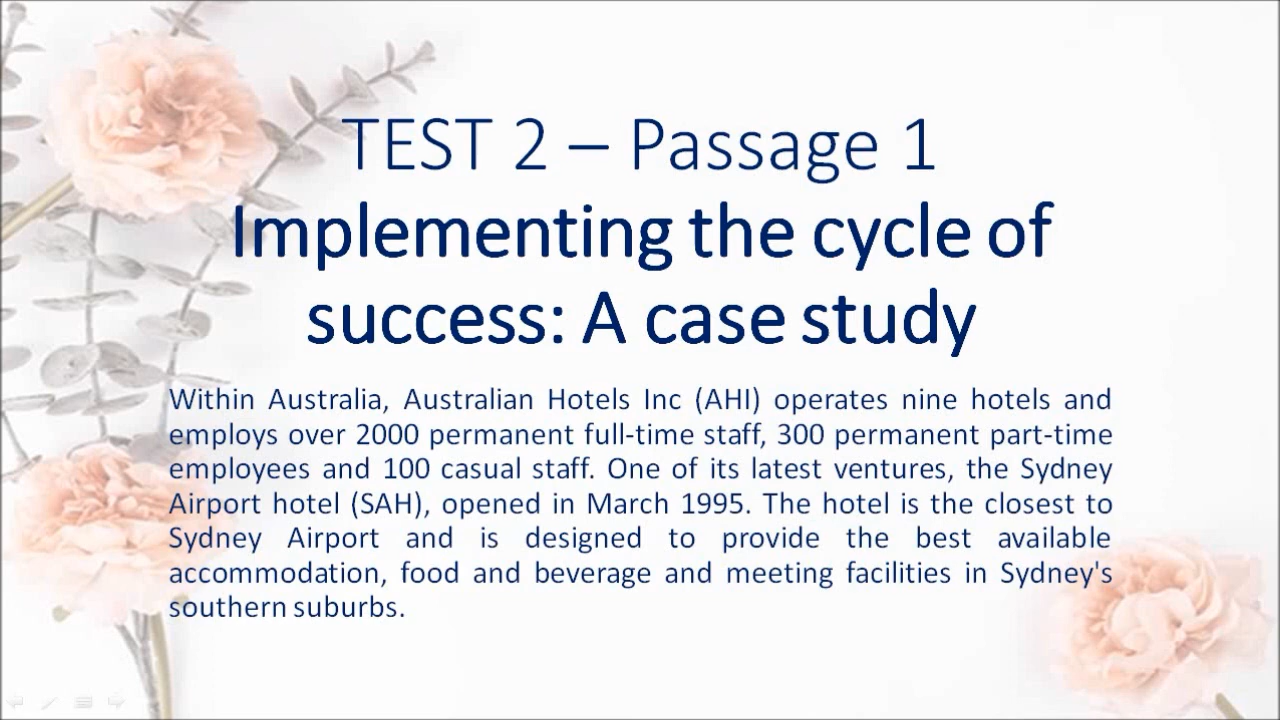 TEST 2 – Passage 1
Implementing the cycle of
success: A case study
Within Australia, Australian Hotels Inc (AHI) operates nine hotels and
employs over 2000 permanent full-time staff, 300 permanent part-time
employees and 100 casual staff. One of its latest ventures, the Sydney
Airport hotel (SAH), opened in March 1995. The hotel is the closest to
Sydney Airport and is designed to provide the best available
accommodation, food and beverage and meeting facilities in Sydney's
southern suburbs.